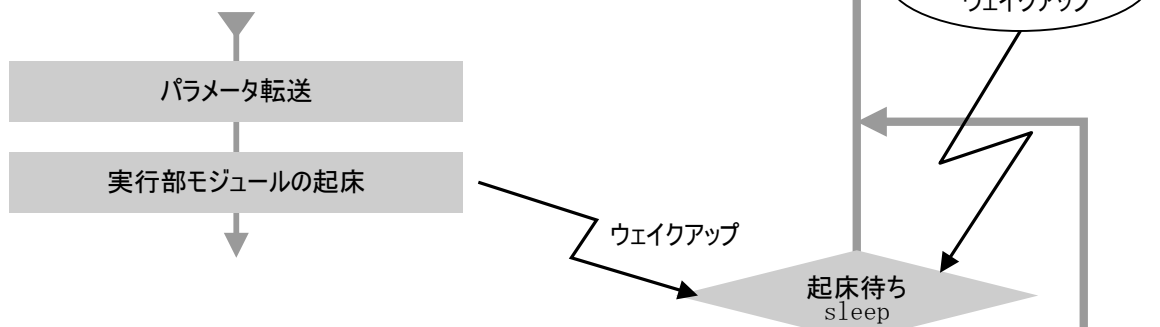 ウェイクアップ
パラメータ転送
実行部モジュールの起床
ウェイクアップ
起床待ち
sleep